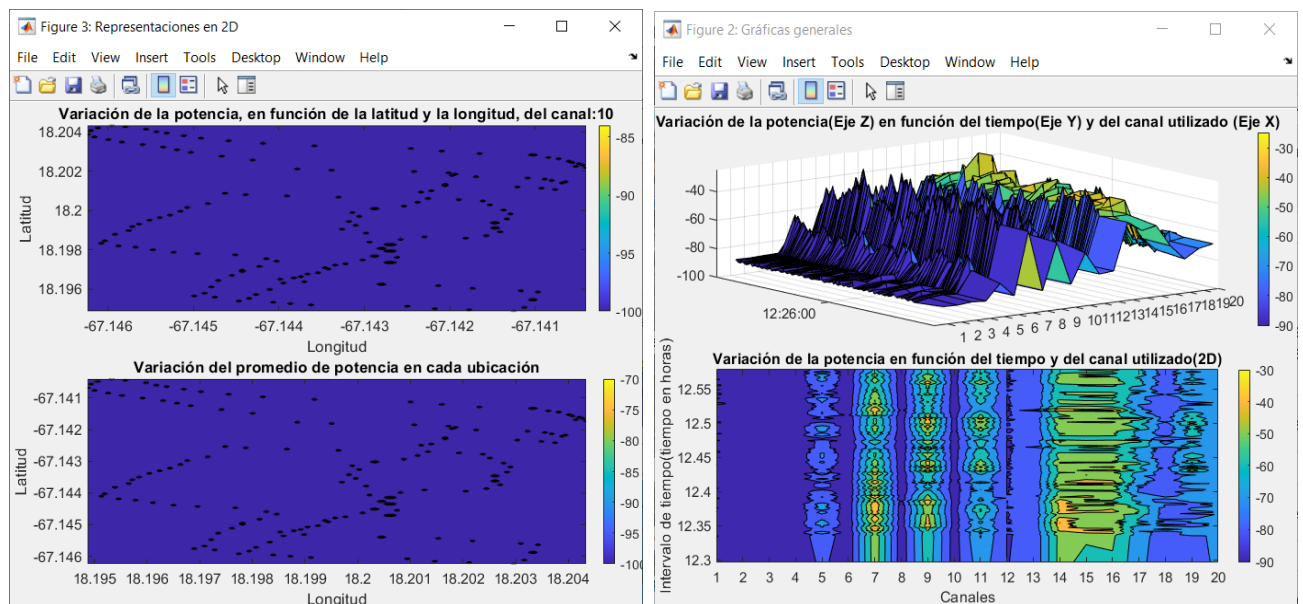 Figure 3: Representaciones en 2D
File Edit View Insert Tools Desktop Window Help
Variación de la potencia, en función de la latitud y la longitud, del canal:10
18.204
18.202
18.2
18.198
18.196
Latitud
-67.146 -67.145 -67.144 -67.143 -67.142 -67.141
Longitud
-85
-90
-95
-100
Variación del promedio de potencia en cada ubicación
-67.141
-67.142
-67.143
-67.144
-67.145
-67.146
Latitud
18.195 18.196 18.197 18.198 18.199 18.2 18.201 18.202 18.203 18.204
Longitud
-70
-75
-80
-85
-90
-95
-100
Figure 2: Gráficas generales
File Edit View Insert Tools Desktop Window Help
Variación de la potencia(Eje Z) en función del tiempo(Eje Y) y del canal utilizado (Eje X)
-40
-60
-80
-100
12:26:00
1 2 3 4 5 6 7 8 9 10 11 12 13 14 15 16 17 18 19 20
-30
-40
-50
-60
-70
-80
-90
Variación de la potencia en función del tiempo y del canal utilizado(2D)
12.55
12.5
12.45
12.4
12.35
12.3
Intervalo de tiempo(tiempo en horas)
1 2 3 4 5 6 7 8 9 10 11 12 13 14 15 16 17 18 19 20
Canales
-30
-40
-50
-60
-70
-80
-90